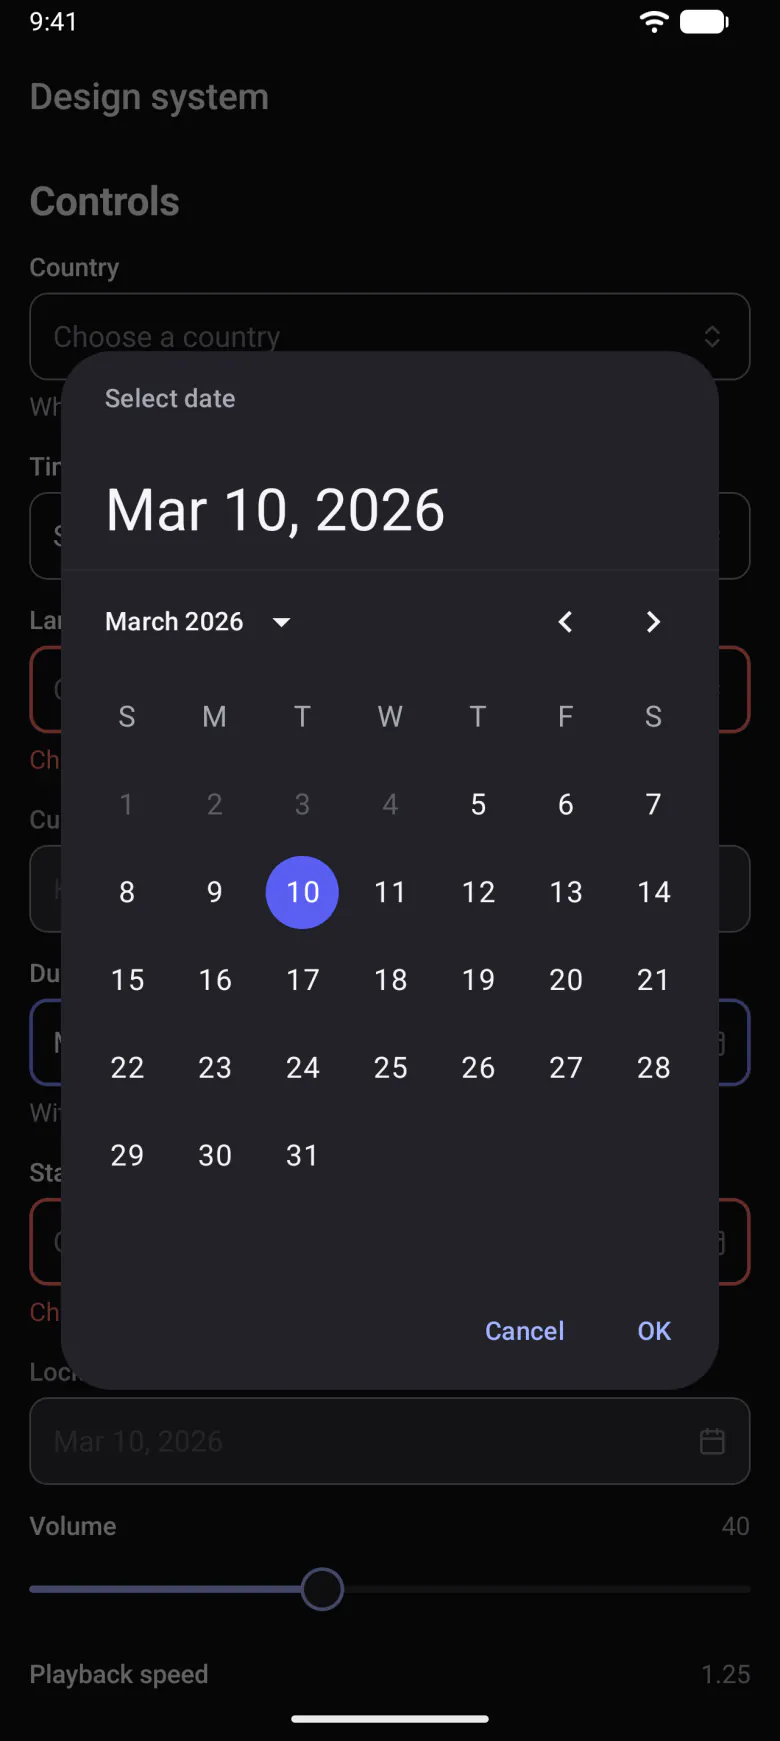 9:41
Design system
Controls
Country
Choose a country
Select date
Mar 10, 2026
March 2026
S M T W T F S
1 2 3 4 5 6 7
8 9 10 11 12 13 14
15 16 17 18 19 20 21
22 23 24 25 26 27 28
29 30 31
Cancel OK
Mar 10, 2026
Volume 40
Playback speed 1.25